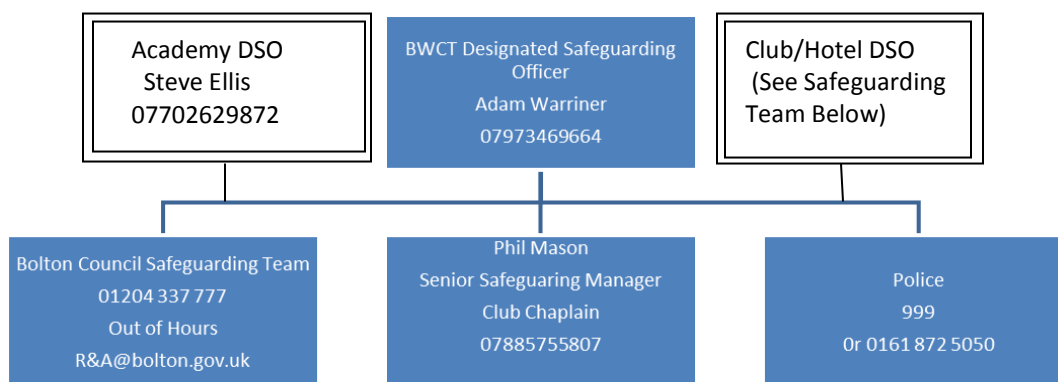 Academy DSO
Steve Ellis
07702629872
BWCT Designated Safeguarding
Officer
Adam Warriner
07973469664
Club/Hotel DSO
(See Safeguarding
Team Below)
Bolton Council Safeguarding Team
01204 337 777
Out of Hours
R&A@bolton.gov.uk
Phil Mason
Senior Safeguaring Manager
Club Chaplain
07885755807
Police
999
0r 0161 872 5050